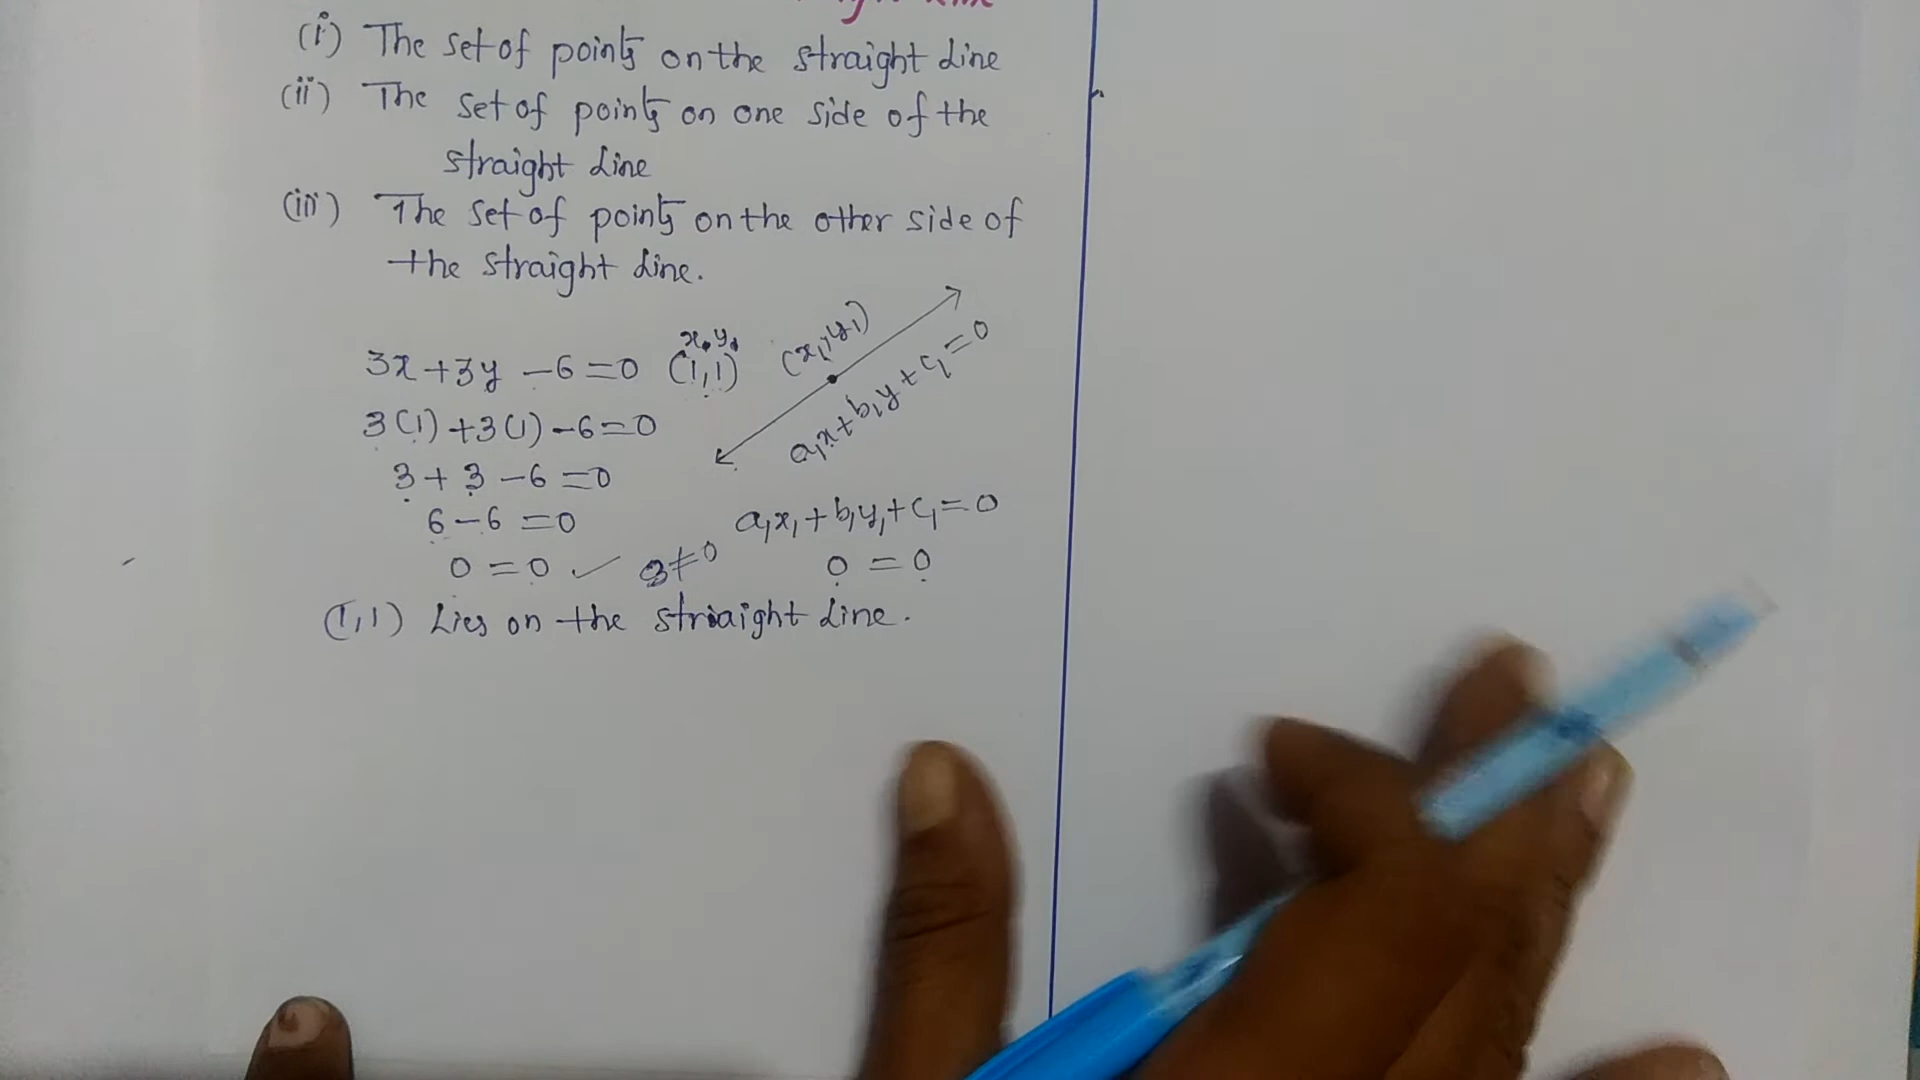 (i) The set of points on the straight Line
(ii) The set of points on one side of the
straight Line
(iii) The set of points on the other side of
the straight Line.
3x+3y-6=0 (1,1)
x₁ y₁
(x₁,y₁)
a₁x+b₁y+c₁=0
3(1)+3(1)-6=0
3+3-6=0
6-6=0
a₁x₁+b₁y₁+c₁=0
0=0 ✓ 3≠0
0=0
(1,1) Lies on the straight Line.